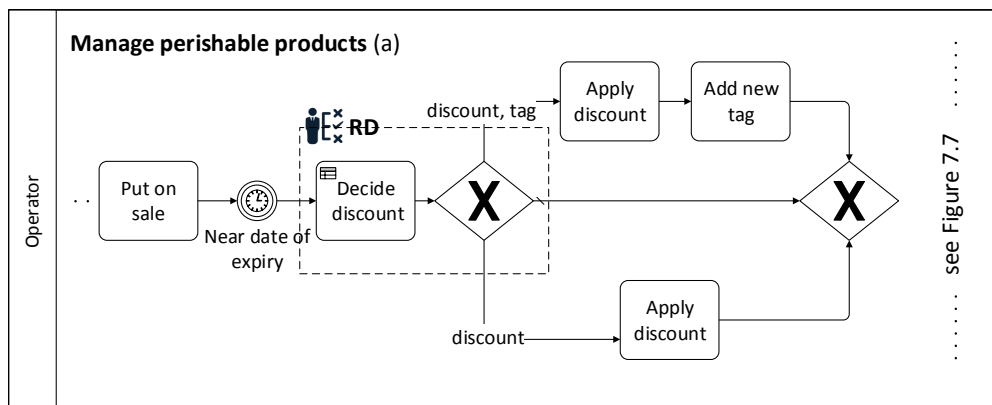 Manage perishable products (a)
Operator
Put on
sale
Near date of
expiry
RD
Decide
discount
X
discount, tag
Apply
discount
Add new
tag
discount
Apply
discount
X
see Figure 7.7